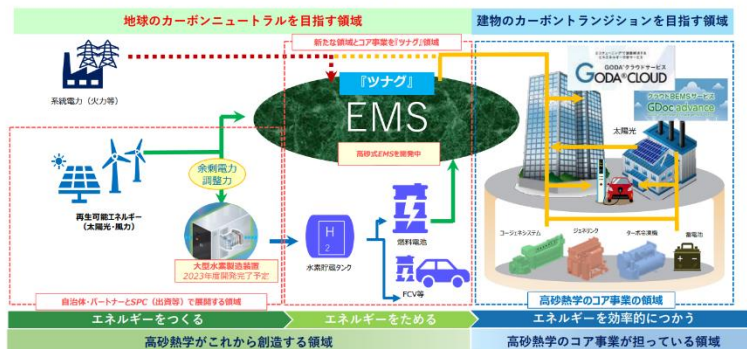 地球のカーボンニュートラルを目指す領域
建物のカーボントランジションを目指す領域
新たな領域とコア事業を『ツナグ』領域
系統電力（火力等）
『ツナグ』
EMS
高砂式EMSを開発中
GODA クラウドサービス
GODA CLOUD
クラウドBEMSサービス
GDoc advance
太陽光
余剰電力
調整力
再生可能エネルギー
（太陽光・風力）
大型水素製造装置
2023年度開発完了予定
H
2
水素貯蔵タンク
燃料電池
FCV等
コージェネシステム
ジェネリンク
ターボ冷凍機
蓄電池
自治体・パートナーとSPC（出資等）で展開する領域
高砂熱学のコア事業の領域
エネルギーをつくる
エネルギーをためる
エネルギーを効率的につかう
高砂熱学がこれから創造する領域
高砂熱学のコア事業が担っている領域